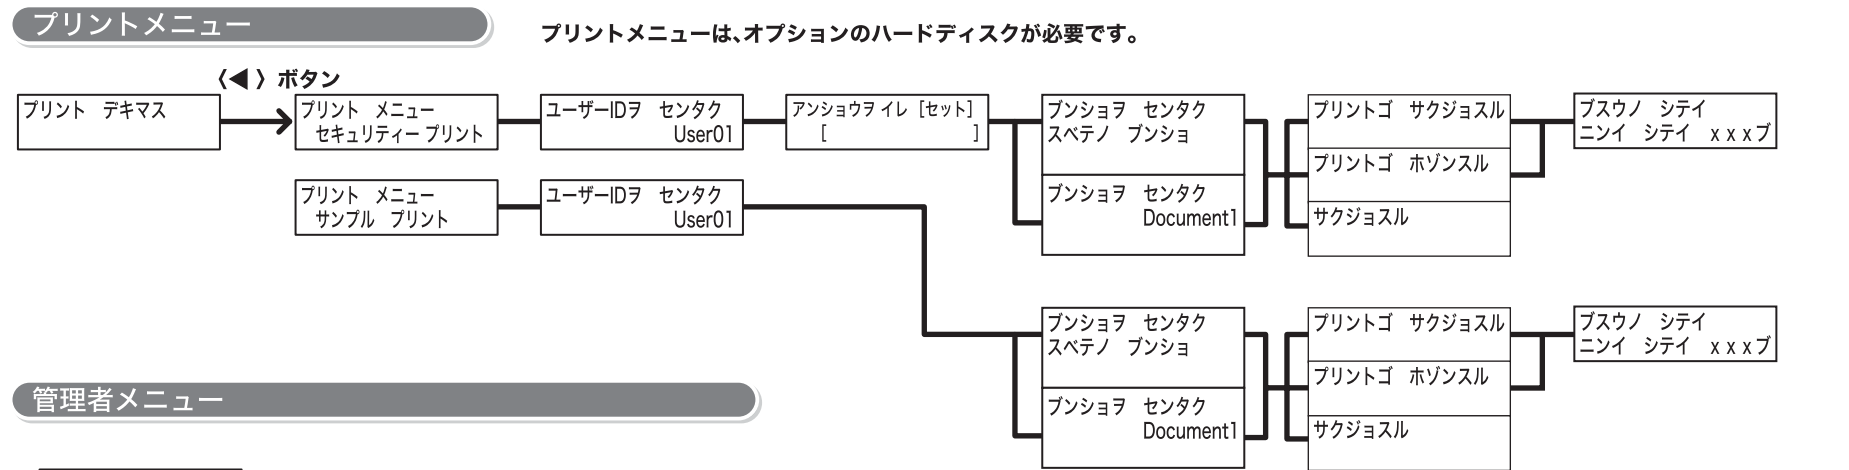 プリントメニュー
プリントメニューは、オプションのハードディスクが必要です。
〈◀〉ボタン
プリント　デキマス
プリント　メニュー
セキュリティー プリント
ユーザーIDヲ　センタク
User01
アンショウヲ イレ［セット］
［　　　　　　　　］
ブンショヲ　センタク
スベテノ　ブンショ
ブンショヲ　センタク
Document1
プリントゴ　サクジョスル
プリントゴ　ホゾンスル
サクジョスル
ブスウノ　シテイ
ニンイ　シテイ　x x xブ
プリント　メニュー
サンプル　プリント
ユーザーIDヲ　センタク
User01
ブンショヲ　センタク
スベテノ　ブンショ
ブンショヲ　センタク
Document1
プリントゴ　サクジョスル
プリントゴ　ホゾンスル
サクジョスル
ブスウノ　シテイ
ニンイ　シテイ　x x xブ
管理者メニュー